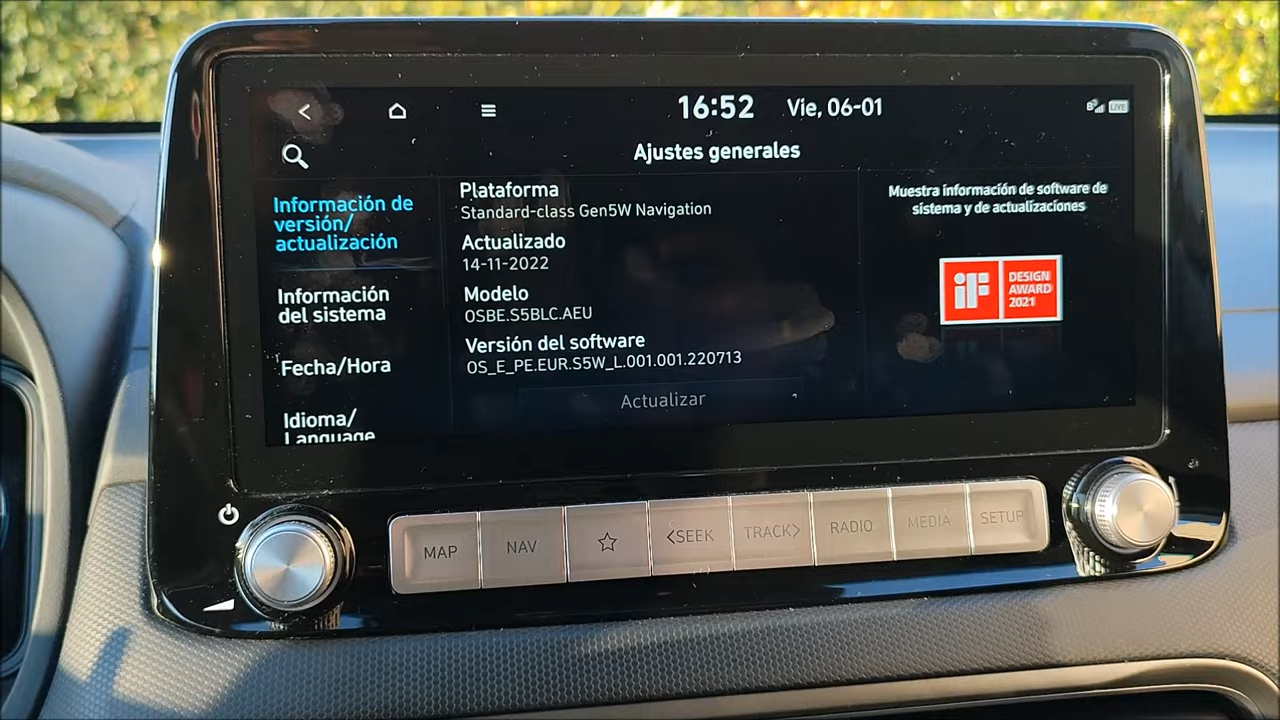 16:52 Vie, 06-01
LIVE
Ajustes generales
Información de
versión/
actualización
Información
del sistema
Fecha/Hora
Idioma/
Language
Plataforma
Standard-class Gen5W Navigation
Actualizado
14-11-2022
Modelo
OSBE.S5BLC.AEU
Versión del software
OS_E_PE.EUR.S5W_L.001.001.220713
Actualizar
Muestra información de software de
sistema y de actualizaciones
iF
DESIGN
AWARD
2021
MAP
NAV
<SEEK
TRACK>
RADIO
MEDIA
SETUP